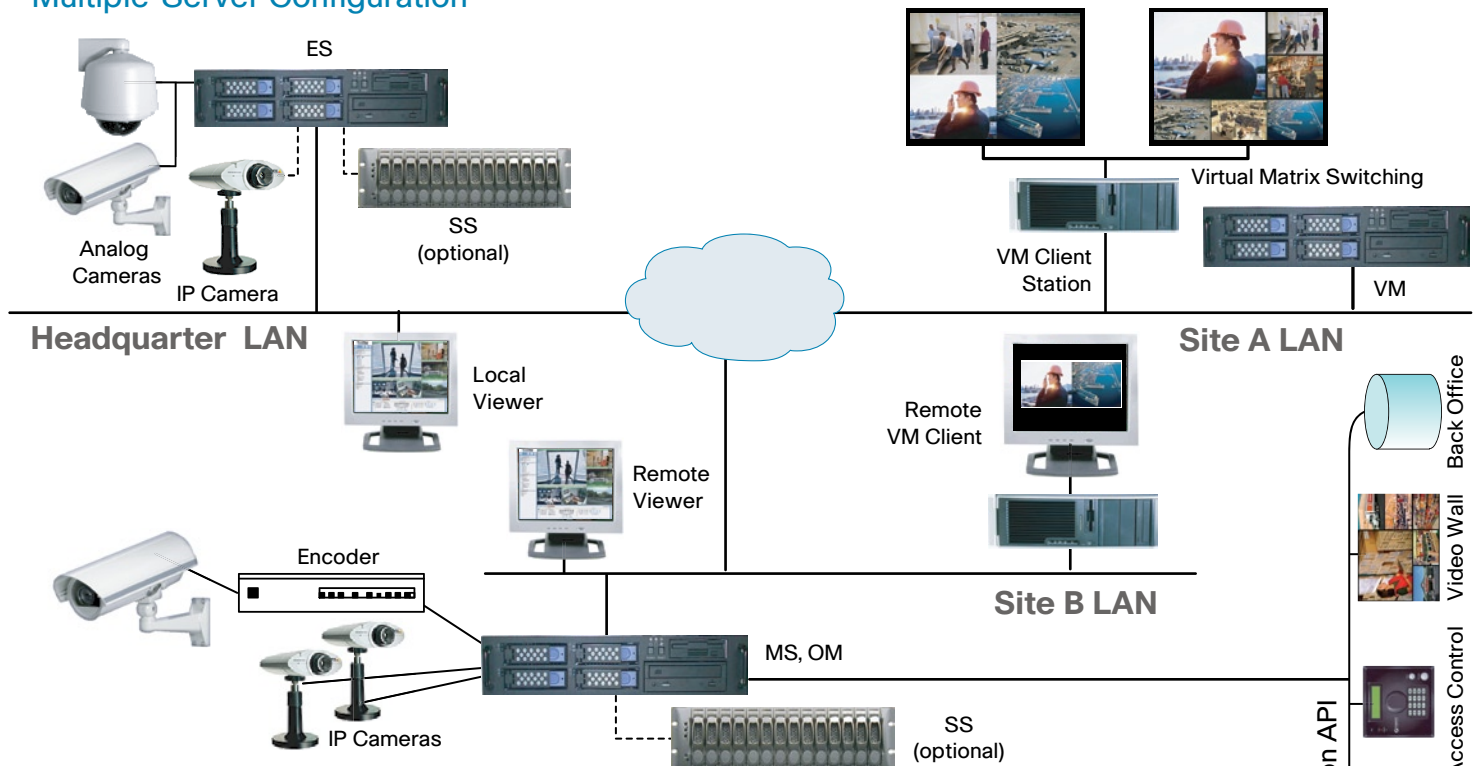 Multiple-Server Configuration
ES
Analog
Cameras
IP Camera
SS
(optional)
Virtual Matrix Switching
VM Client
Station
VM
Headquarter LAN
Site A LAN
Local
Viewer
Remote
VM Client
Back Office
Remote
Viewer
Video Wall
Encoder
Site B LAN
MS, OM
Access Control
IP Cameras
SS
(optional)
API